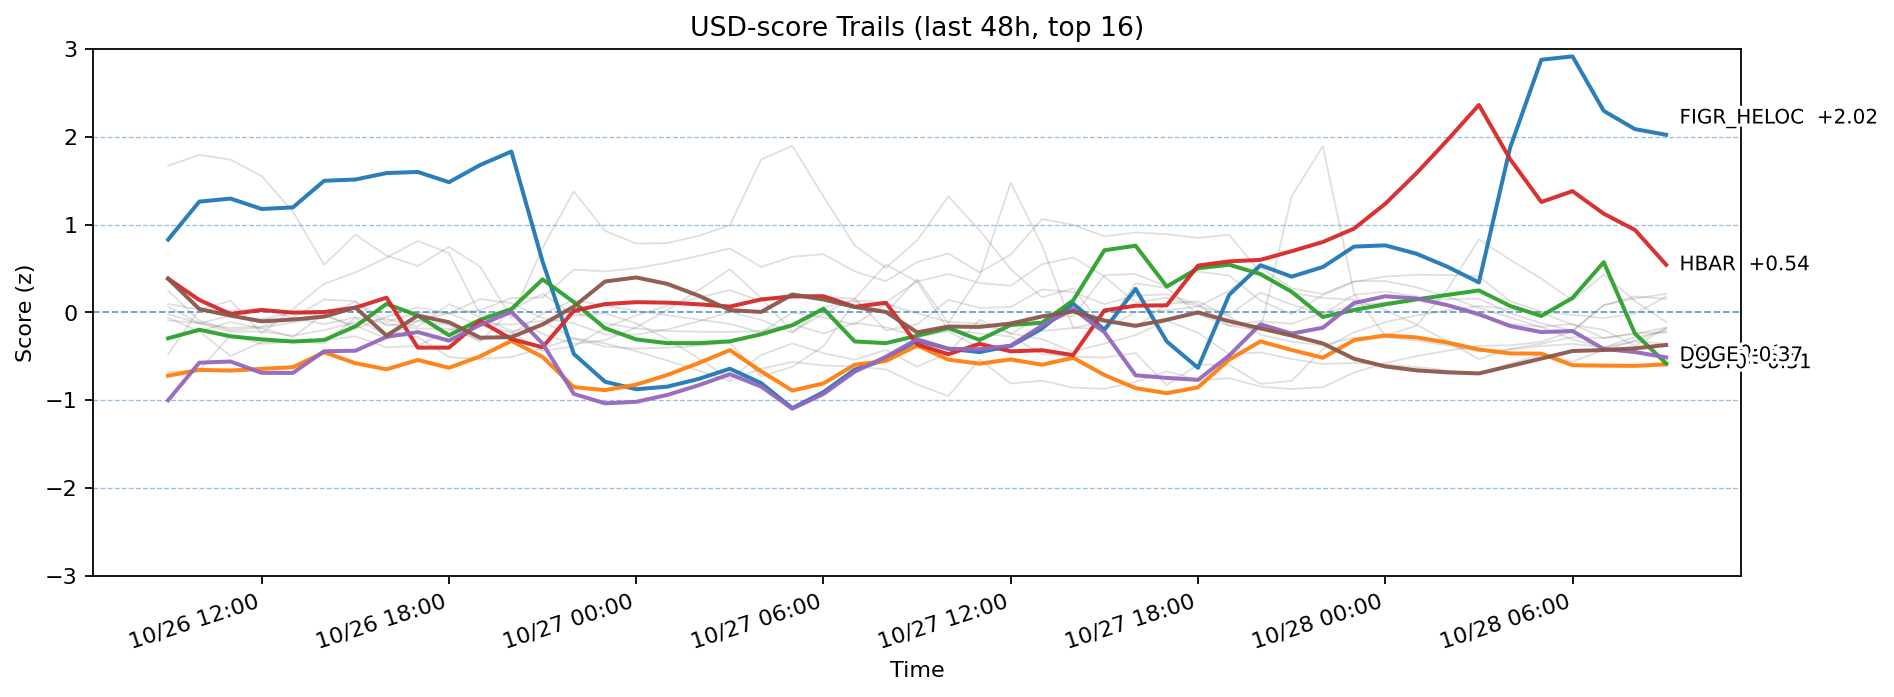 USD-score Trails (last 48h, top 16)
3
2
1
0
−1
−2
−3
Score (z)
FIGR_HELOC +2.02
HBAR +0.54
DOGE
10/26 12:00
10/26 18:00
10/27 00:00
10/27 06:00
10/27 12:00
10/27 18:00
10/28 00:00
10/28 06:00
Time